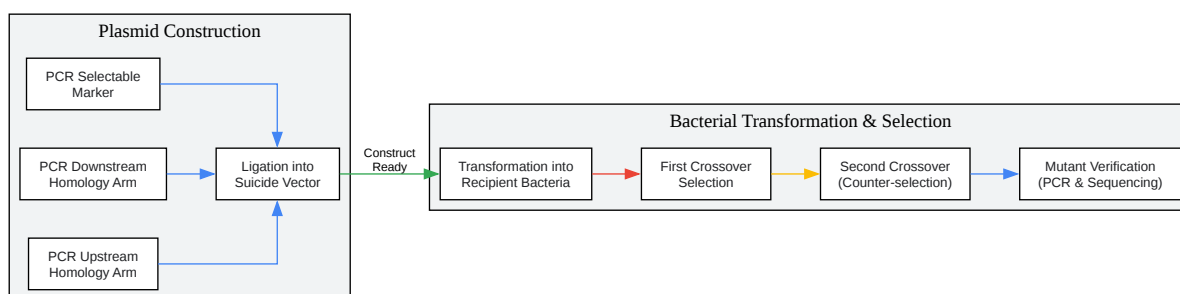 Plasmid Construction
PCR Selectable
Marker
PCR Downstream
Homology Arm
Ligation into
Suicide Vector
PCR Upstream
Homology Arm
Construct
Ready
Bacterial Transformation & Selection
Transformation into
Recipient Bacteria
First Crossover
Selection
Second Crossover
(Counter-selection)
Mutant Verification
(PCR & Sequencing)